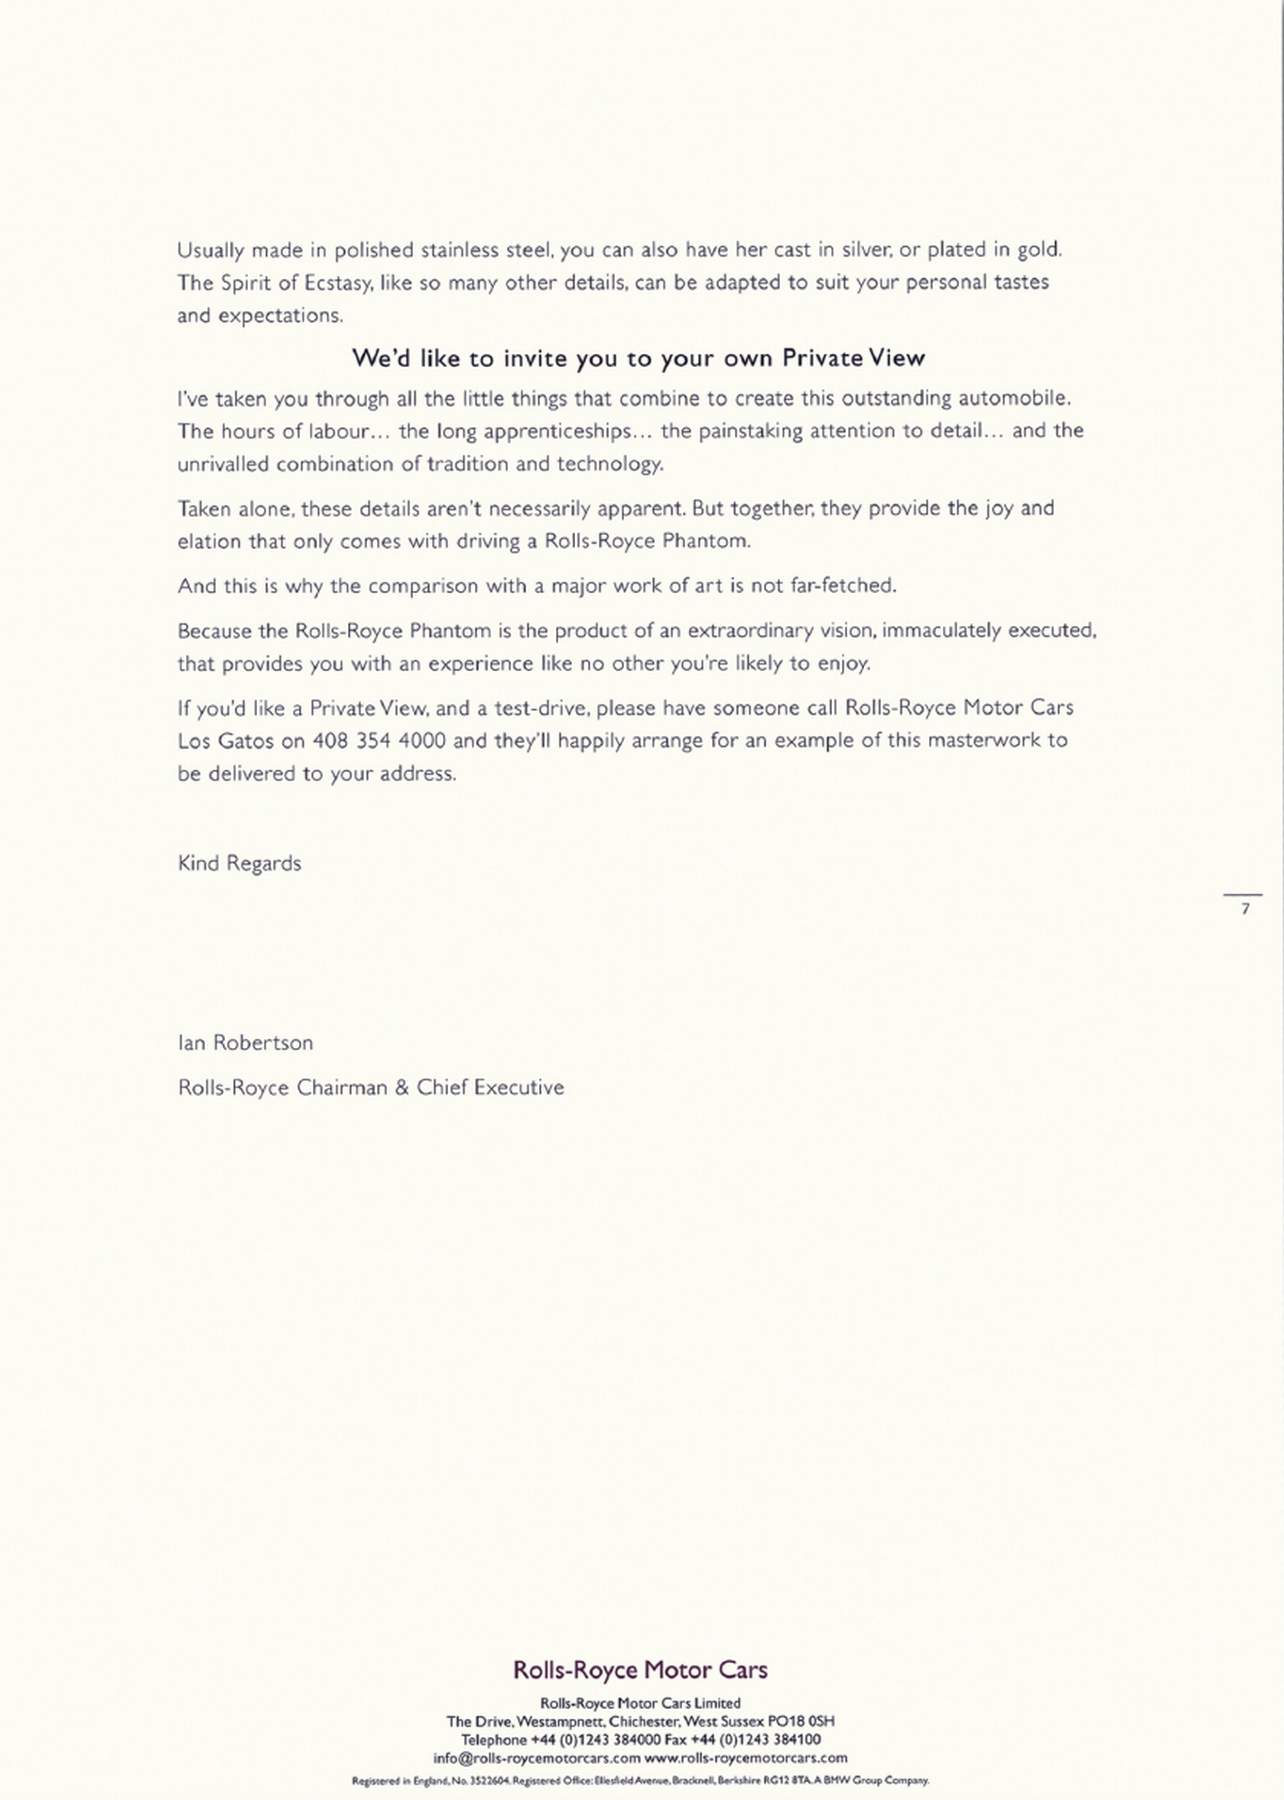 Usually made in polished stainless steel, you can also have her cast in silver, or plated in gold.
The Spirit of Ecstasy, like so many other details, can be adapted to suit your personal tastes
and expectations.
We'd like to invite you to your own Private View
I've taken you through all the little things that combine to create this outstanding automobile.
The hours of labour... the long apprenticeships... the painstaking attention to detail... and the
unrivalled combination of tradition and technology.
Taken alone, these details aren't necessarily apparent. But together, they provide the joy and
elation that only comes with driving a Rolls-Royce Phantom.
And this is why the comparison with a major work of art is not far-fetched.
Because the Rolls-Royce Phantom is the product of an extraordinary vision, immaculately executed,
that provides you with an experience like no other you're likely to enjoy.
If you'd like a Private View, and a test-drive, please have someone call Rolls-Royce Motor Cars
Los Gatos on 408 354 4000 and they'll happily arrange for an example of this masterwork to
be delivered to your address.
Kind Regards
7
Ian Robertson
Rolls-Royce Chairman & Chief Executive
Rolls-Royce Motor Cars
Rolls-Royce Motor Cars Limited
The Drive, Westampnett, Chichester, West Sussex PO18 0SH
Telephone +44 (0)1243 384000 Fax +44 (0)1243 384100
info@rolls-roycemotorcars.com www.rolls-roycemotorcars.com
Registered in England, No. 3522604. Registered Office: Ellesfield Avenue, Bracknell, Berkshire RG12 8TA. A BMW Group Company.